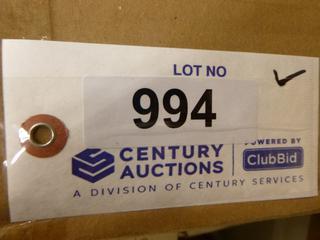 LOT NO
994
CENTURY
AUCTIONS
POWERED BY
ClubBid
A DIVISION OF CENTURY SERVICES